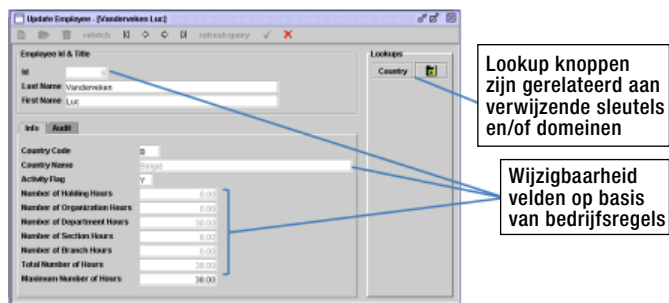 Update Employee - [Vanderveken Luc]
refetch
refresh query
Employee Id & Title
Id 6
Last Name Vanderveken
First Name Luc
Lookups
Country
Info Audit
Country Code B
Country Name België
Activity Flag Y
Number of Holding Hours 0.00
Number of Organization Hours 0.00
Number of Department Hours 30.00
Number of Section Hours 0.00
Number of Branch Hours 0.00
Total Number of Hours 30.00
Maximum Number of Hours 38.00
Lookup knoppen
zijn gerelateerd aan
verwijzende sleutels
en/of domeinen
Wijzigbaarheid
velden op basis
van bedrijfsregels